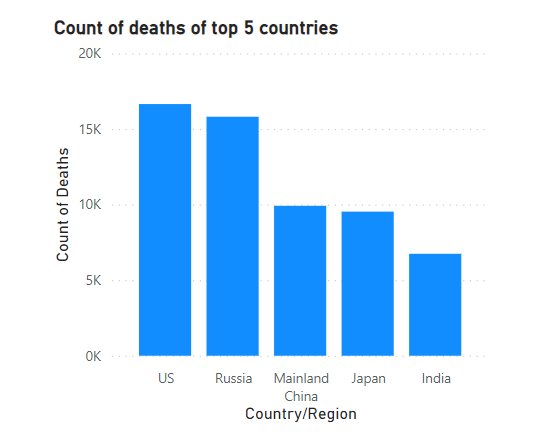 Count of deaths of top 5 countries
20K
15K
10K
5K
0K
Count of Deaths
US
Russia
Mainland
China
Japan
India
Country/Region